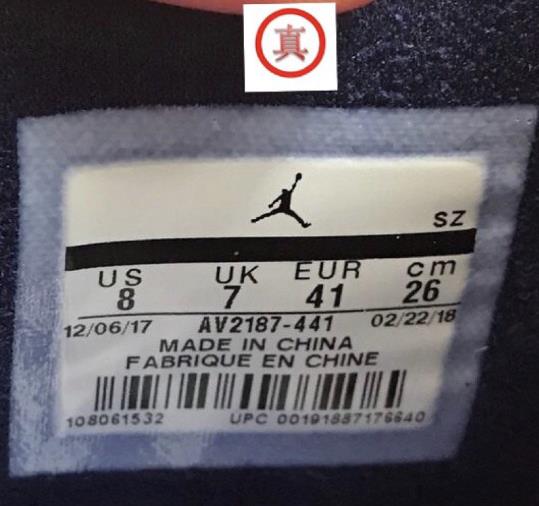 真
SZ
US UK EUR cm
8 7 41 26
12/06/17 AV2187-441 02/22/18
MADE IN CHINA
FABRIQUE EN CHINE
108061532 UPC 00191887176640